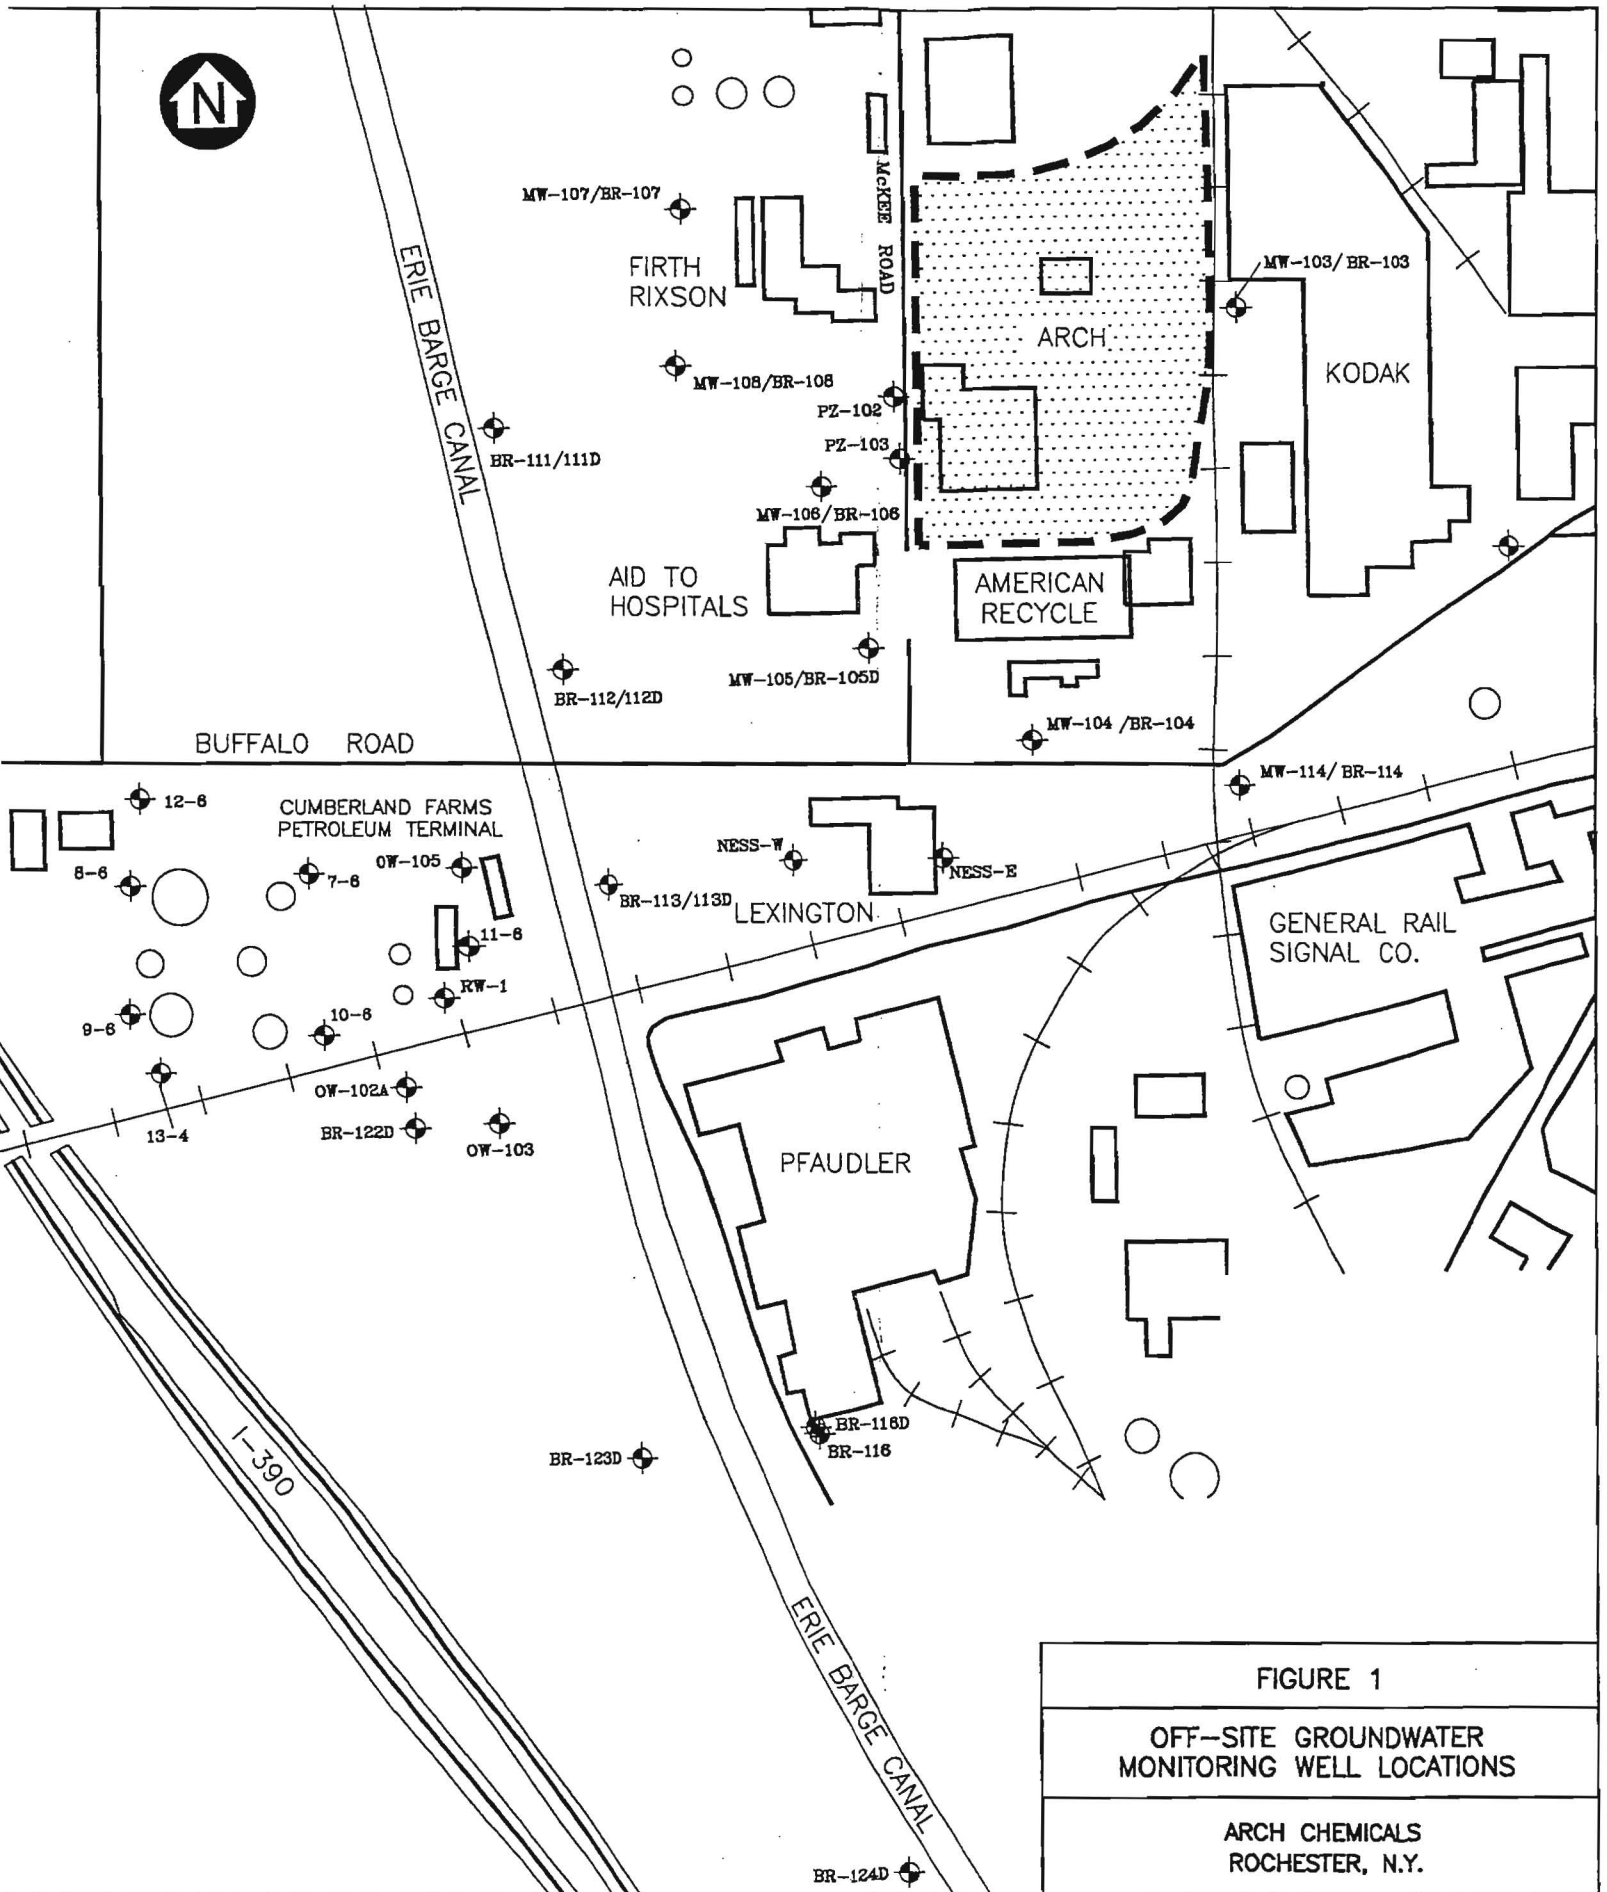 N
MW-107/BR-107
McKEE ROAD
FIRTH
RIXSON
ERIE BARGE CANAL
MW-103/BR-103
ARCH
KODAK
MW-108/BR-108
PZ-102
PZ-103
BR-111/111D
MW-106/BR-106
AID TO
HOSPITALS
AMERICAN
RECYCLE
MW-105/BR-105D
BR-112/112D
MW-104 /BR-104
BUFFALO ROAD
MW-114/BR-114
12-6
CUMBERLAND FARMS
PETROLEUM TERMINAL
OW-105
NESS-W
NESS-E
8-6
7-6
BR-113/113D
LEXINGTON
GENERAL RAIL
SIGNAL CO.
11-6
RW-1
9-6
10-6
OW-102A
13-4
BR-122D
OW-103
PFAUDLER
BR-116D
BR-116
I-390
BR-123D
ERIE BARGE CANAL
BR-124D
FIGURE 1
OFF-SITE GROUNDWATER
MONITORING WELL LOCATIONS
ARCH CHEMICALS
ROCHESTER, N.Y.